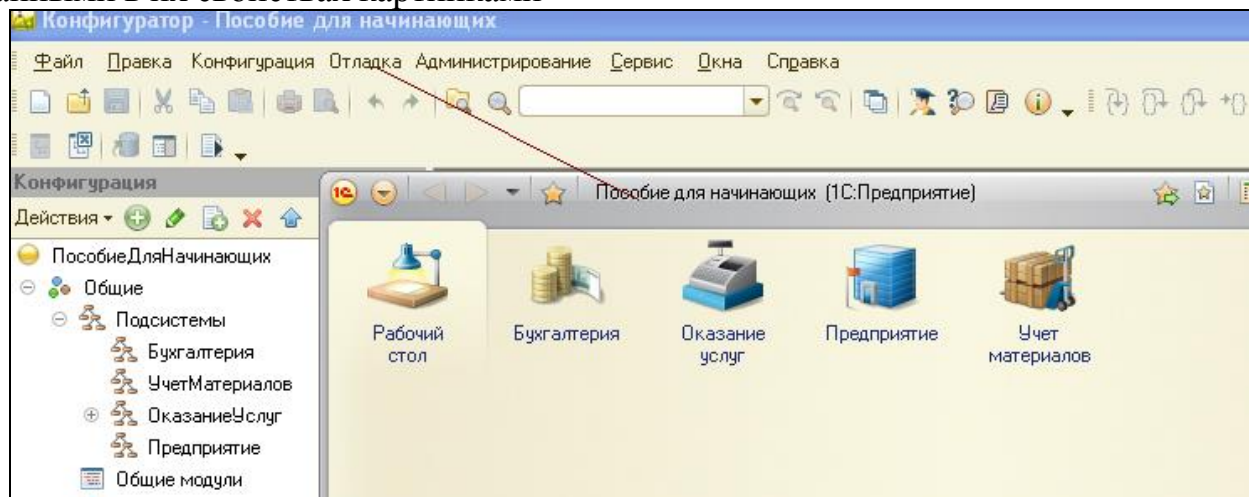 Конфигуратор - Пособие для начинающих
Файл Правка Конфигурация Отладка Администрирование Сервис Окна Справка
Конфигурация
Действия
ПособиеДляНачинающих
Общие
Подсистемы
Бухгалтерия
УчетМатериалов
ОказаниеУслуг
Предприятие
Общие модули
1С
Пособие для начинающих (1С:Предприятие)
Рабочий
стол
Бухгалтерия
Оказание
услуг
Предприятие
Учет
материалов